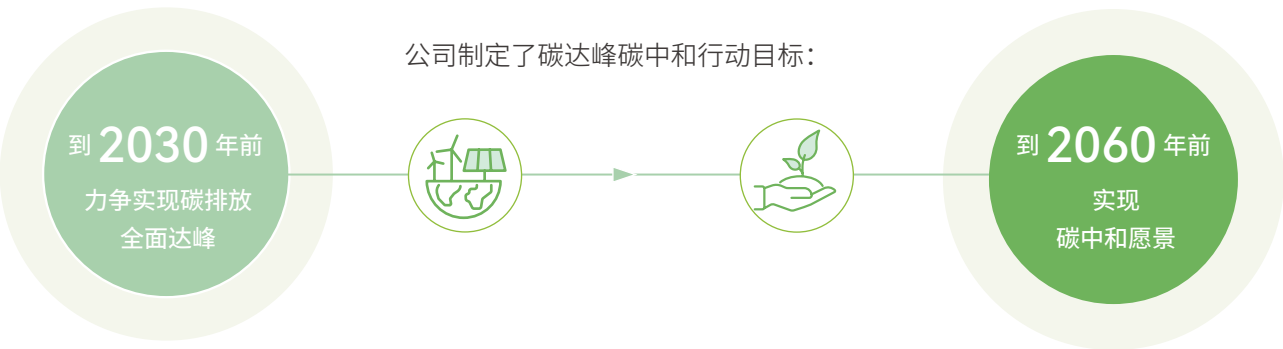 公司制定了碳达峰碳中和行动目标：
到 2030 年前
力争实现碳排放
全面达峰
到 2060 年前
实现
碳中和愿景